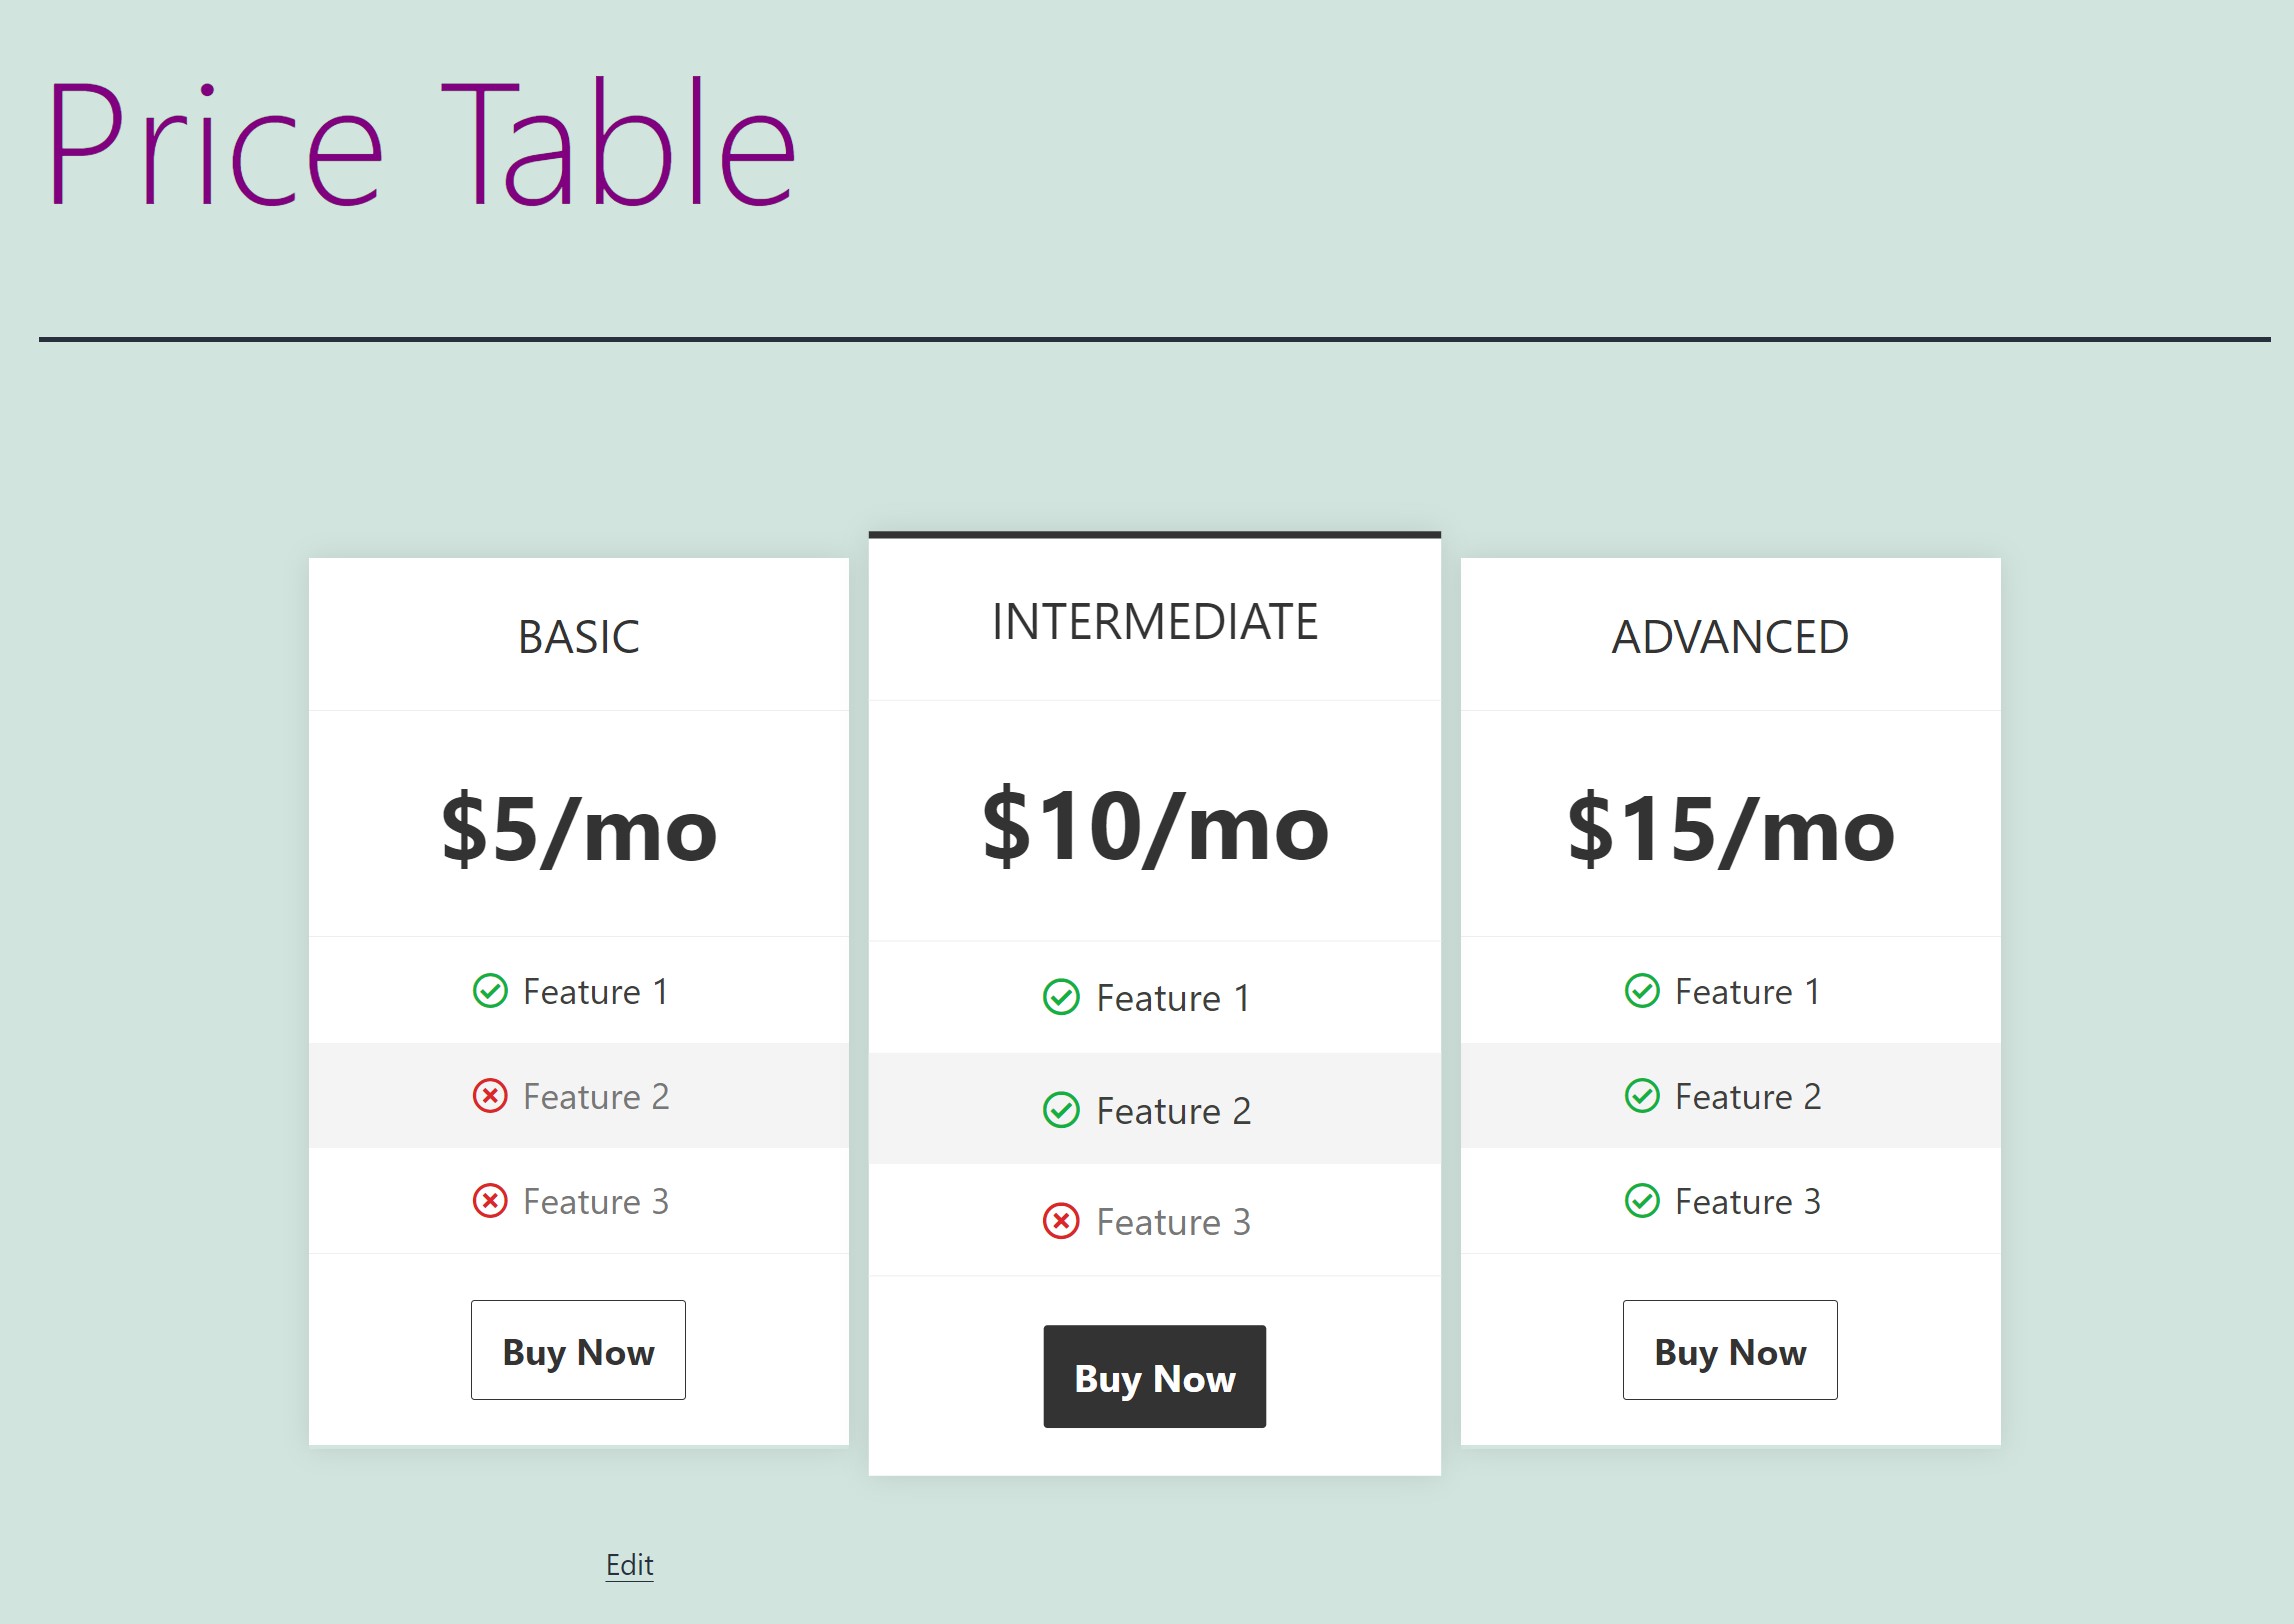 Price Table
BASIC
$5/mo
Feature 1
Feature 2
Feature 3
Buy Now
INTERMEDIATE
$10/mo
Feature 1
Feature 2
Feature 3
Buy Now
ADVANCED
$15/mo
Feature 1
Feature 2
Feature 3
Buy Now
Edit